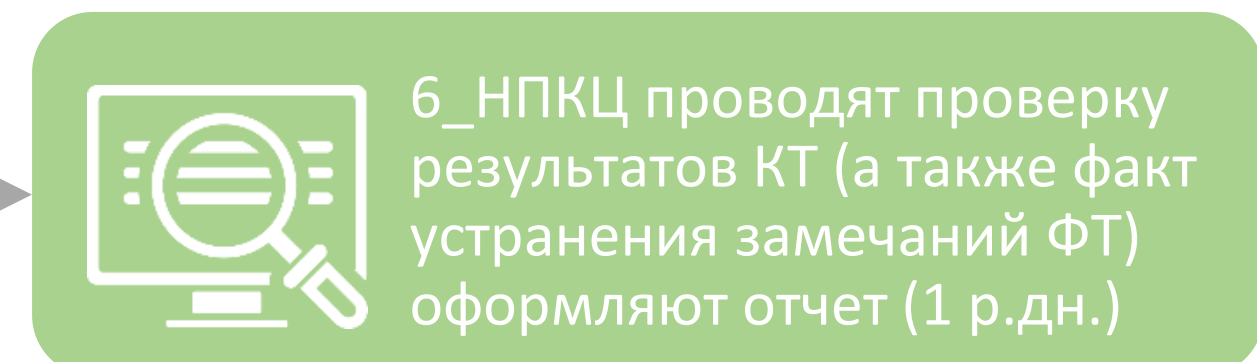 6_НПКЦ проводят проверку
результатов КТ (а также факт
устранения замечаний ФТ)
оформляют отчет (1 р.дн.)